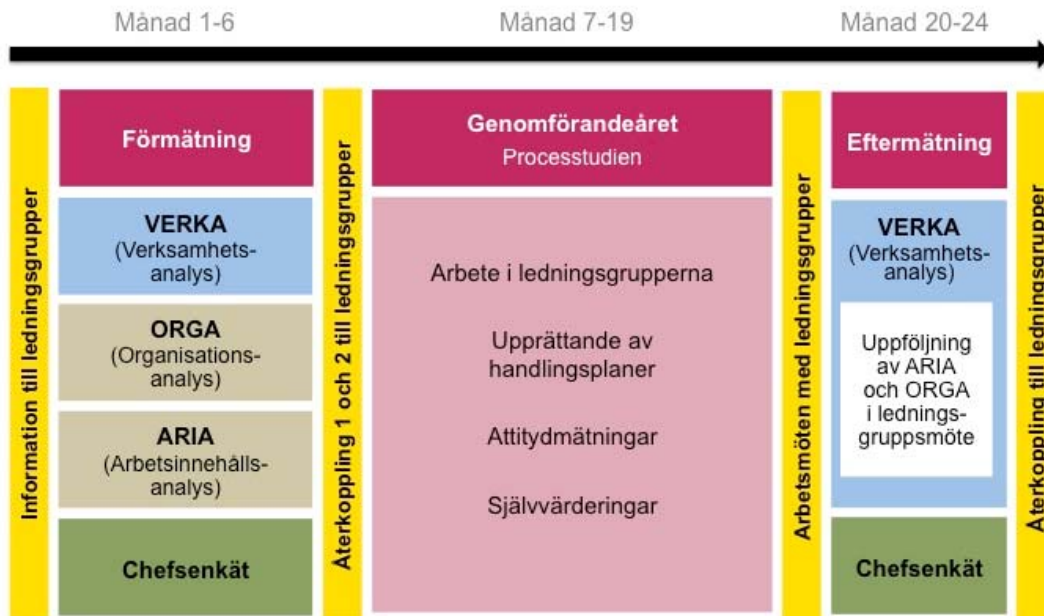 Månad 1-6
Månad 7-19
Månad 20-24
Information till ledningsgrupper
Förmätning
VERKA
(Verksamhets-
analys)
ORGA
(Organisations-
analys)
ARIA
(Arbetsinnehålls-
analys)
Chefsenkät
Återkoppling 1 och 2 till ledningsgrupper
Genomförandeåret
Processtudien
Arbete i ledningsgrupperna
Upprättande av
handlingsplaner
Attitydmätningar
Självvärderingar
Arbetsmöten med ledningsgrupper
Eftermätning
VERKA
(Verksamhets-
analys)
Uppföljning
av ARIA
och ORGA
i lednings-
gruppsmöte
Chefsenkät
Återkoppling till ledningsgrupper